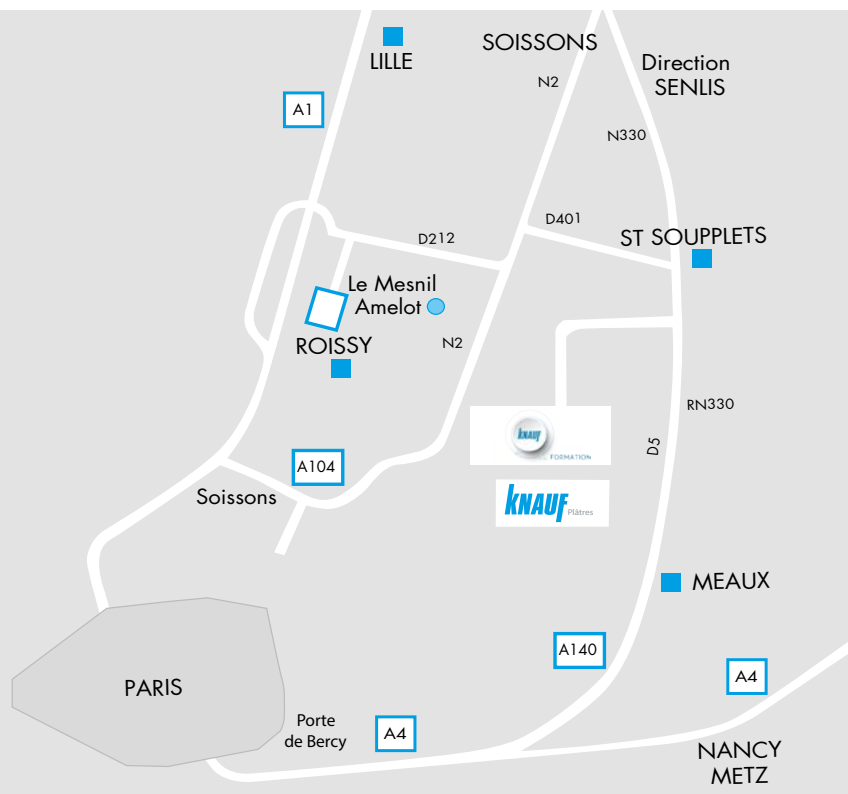 LILLE
SOISSONS
Direction
SENLIS
N2
A1
N330
D401
D212
ST SOUPPLETS
Le Mesnil
Amelot
ROISSY
N2
RN330
KNAUF
FORMATION
D5
A104
Soissons
KNAUF
Plâtres
MEAUX
A140
A4
PARIS
Porte
de Bercy
A4
NANCY
METZ